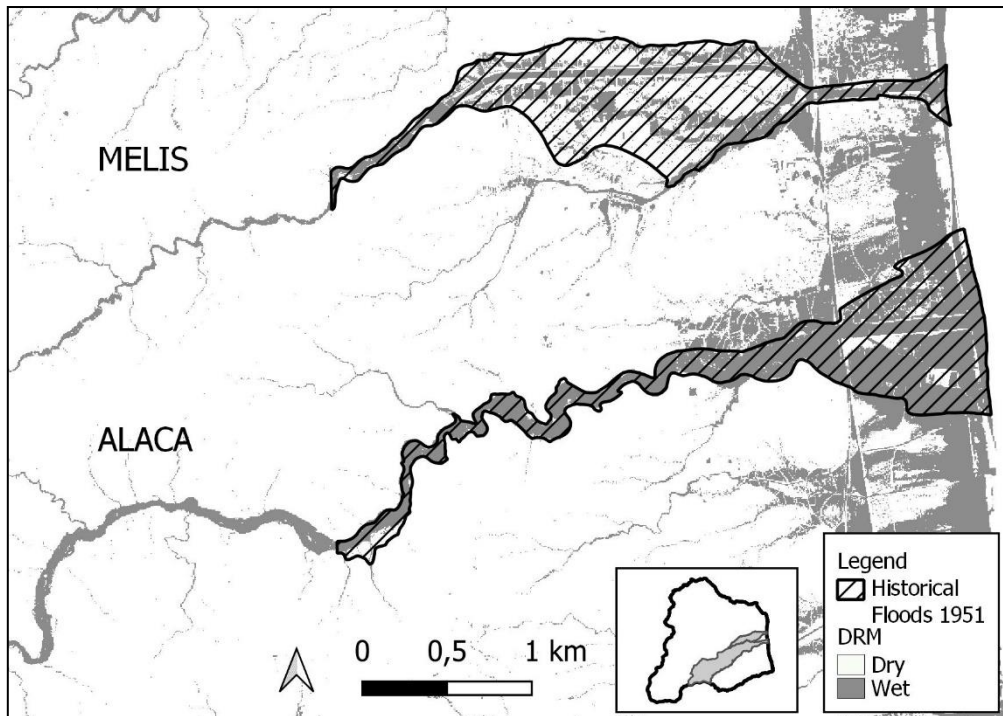 MELIS
ALACA
0 0,5 1 km
Legend
Historical
Floods 1951
DRM
Dry
Wet